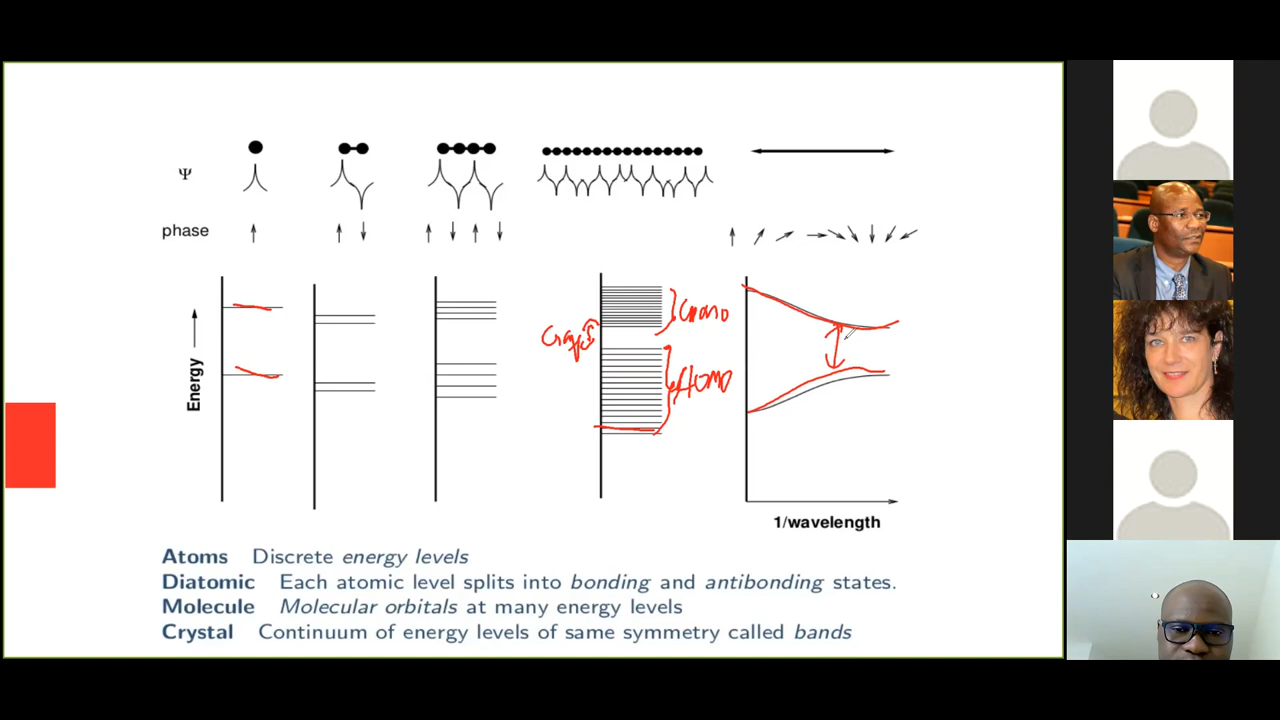 Ψ
phase
Energy
HOMO
1/wavelength
Atoms Discrete energy levels
Diatomic Each atomic level splits into bonding and antibonding states.
Molecule Molecular orbitals at many energy levels
Crystal Continuum of energy levels of same symmetry called bands